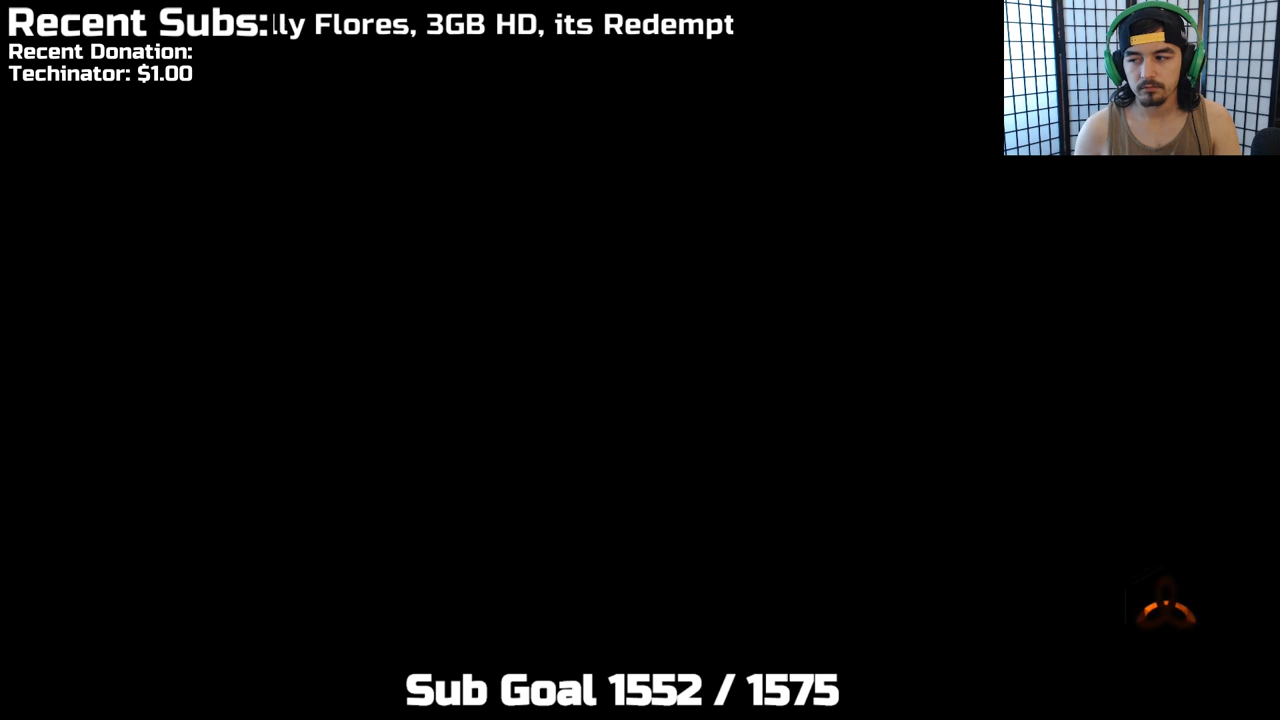 Recent Subs: lly Flores, 3GB HD, its Redempt
Recent Donation:
Techinator: $1.00
Sub Goal 1552 / 1575